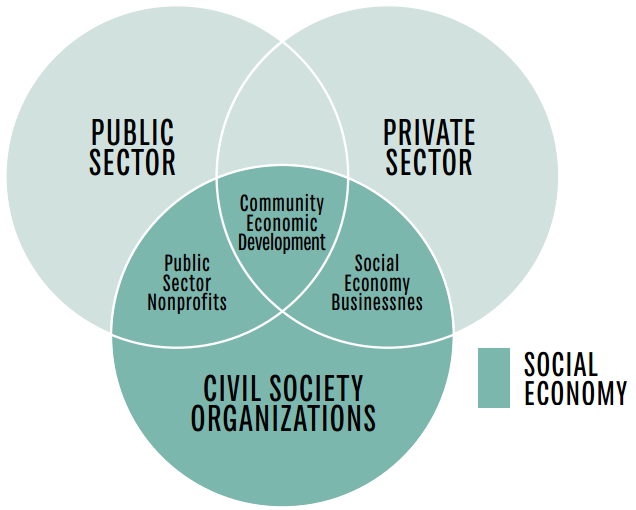 PUBLIC
SECTOR
PRIVATE
SECTOR
Community
Economic
Development
Public
Sector
Nonprofits
Social
Economy
Businessnes
CIVIL SOCIETY
ORGANIZATIONS
SOCIAL
ECONOMY